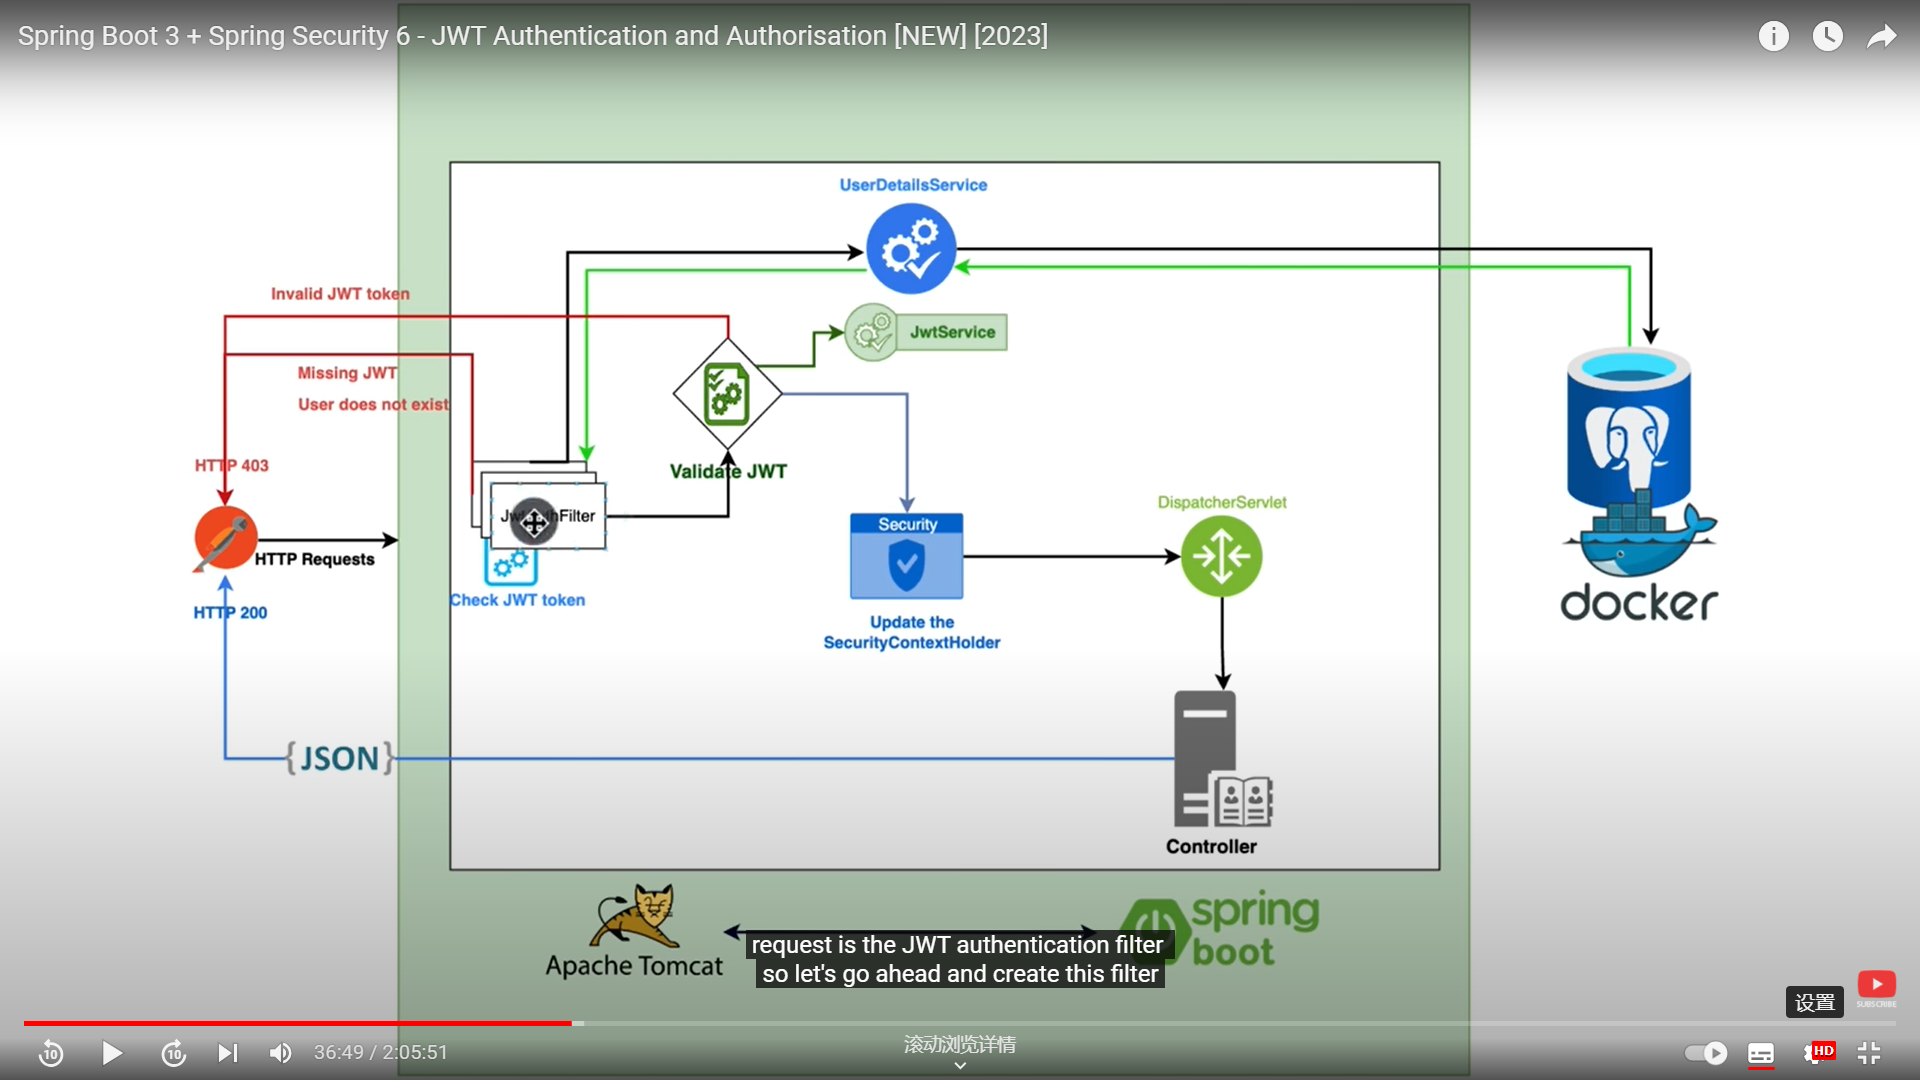 Spring Boot 3 + Spring Security 6 - JWT Authentication and Authorisation [NEW] [2023]
UserDetailsService
Invalid JWT token
JwtService
Missing JWT
User does not exist
HTTP 403
Validate JWT
DispatcherServlet
Security
Filter
HTTP Requests
Check JWT token
HTTP 200
docker
Update the
SecurityContextHolder
{JSON}
Controller
Apache Tomcat
spring
boot
request is the JWT authentication filter
so let's go ahead and create this filter
设置
SUBSCRIBE
10
10
36:49 / 2:05:51
滚动浏览详情
HD